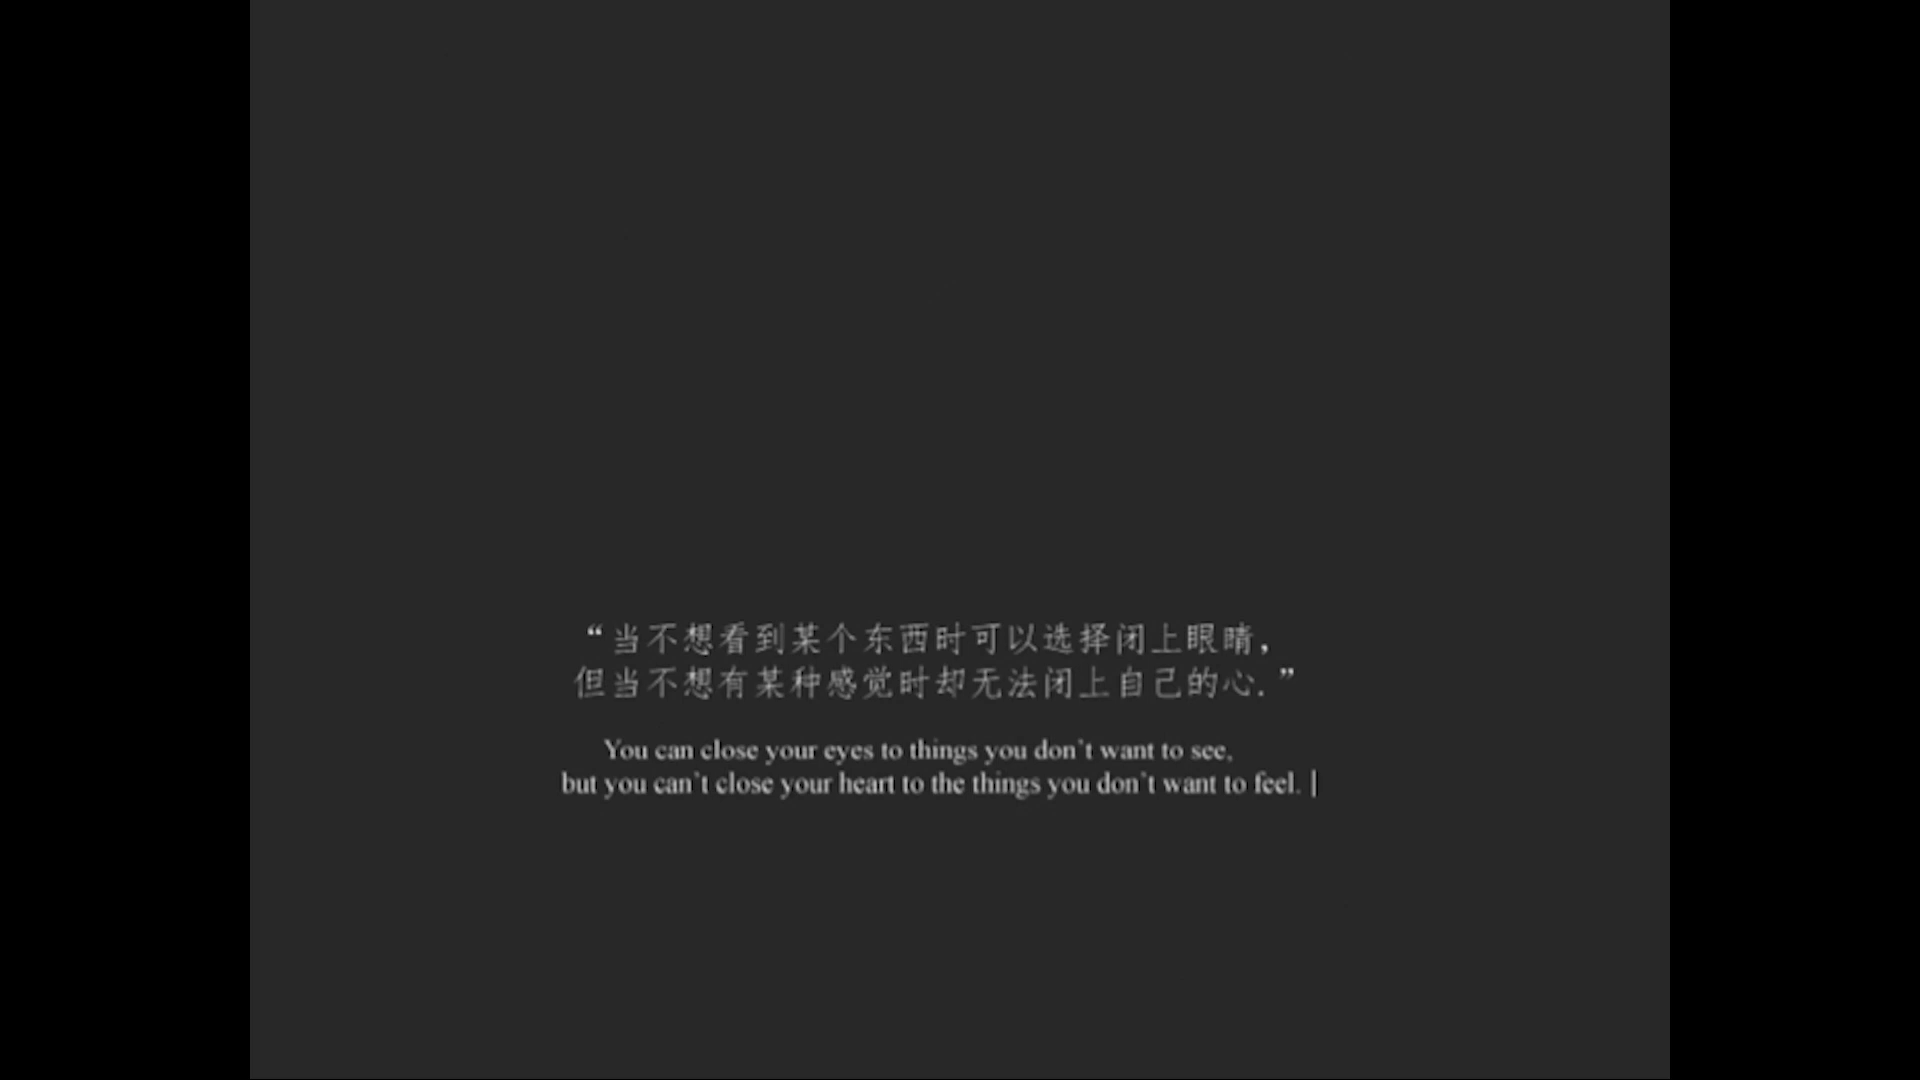 “当不想看到某个东西时可以选择闭上眼睛，
但当不想有某种感觉时却无法闭上自己的心.”
You can close your eyes to things you don't want to see,
but you can't close your heart to the things you don't want to feel. |